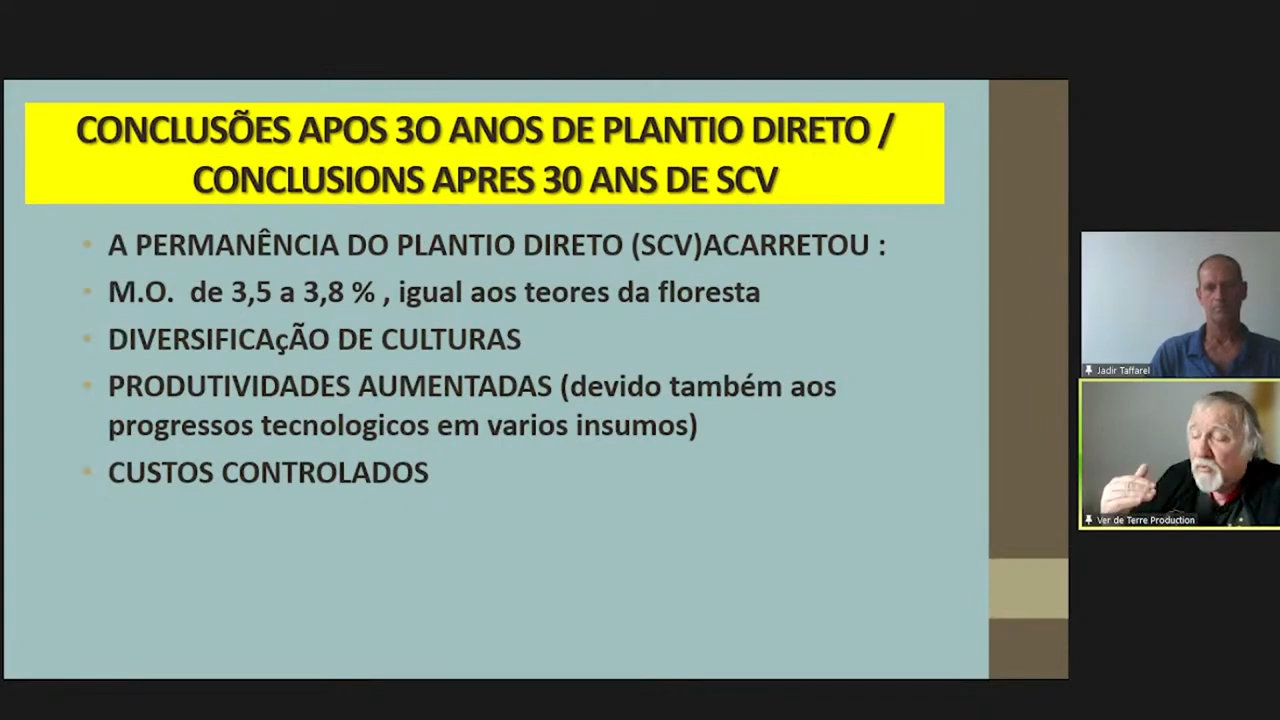 CONCLUSÕES APOS 3O ANOS DE PLANTIO DIRETO /
CONCLUSIONS APRES 30 ANS DE SCV
• A PERMANÊNCIA DO PLANTIO DIRETO (SCV)ACARRETOU :
• M.O. de 3,5 a 3,8 % , igual aos teores da floresta
• DIVERSIFICAçÃO DE CULTURAS
• PRODUTIVIDADES AUMENTADAS (devido também aos
progressos tecnologicos em varios insumos)
• CUSTOS CONTROLADOS
Jadir Taffarel
Ver de Terre Production